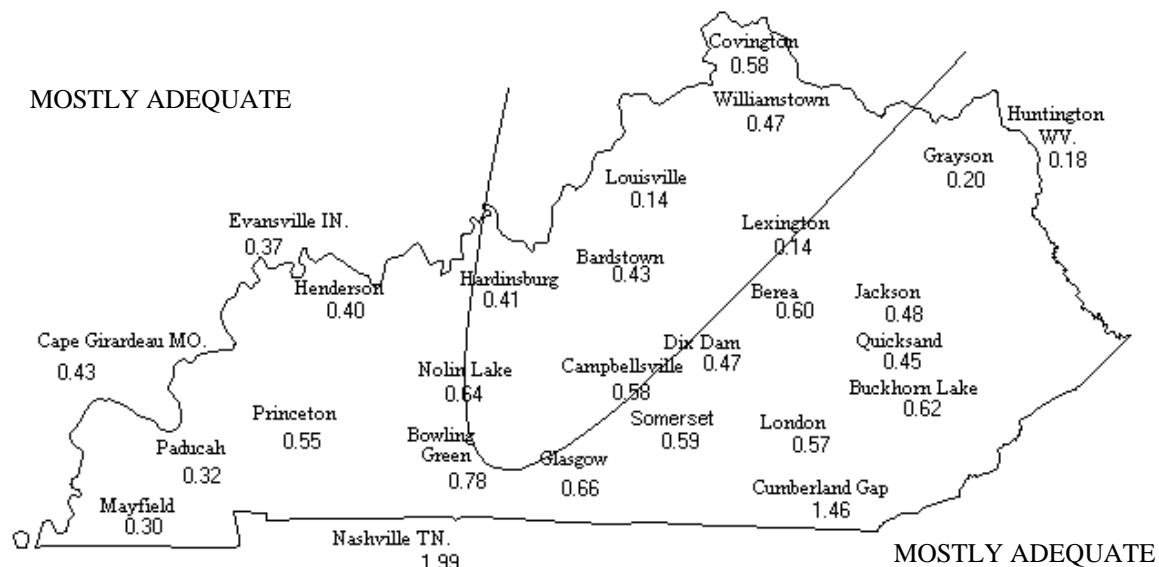 Covington
0.58
MOSTLY ADEQUATE
Williamstown
0.47
Huntington
WV.
0.18
Grayson
0.20
Louisville
0.14
Evansville IN.
0.37
Lexington
0.14
Bardstown
0.43
Hardinsburg
0.41
Henderson
0.40
Berea
0.60
Jackson
0.48
Cape Girardeau MO.
0.43
Dix Dam
0.47
Quicksand
0.45
Nolin Lake
0.64
Campbellsville
0.58
Buckhorn Lake
0.62
Princeton
0.55
Somerset
0.59
London
0.57
Bowling
Green
0.78
Paducah
0.32
Glasgow
0.66
Mayfield
0.30
Cumberland Gap
1.46
Nashville TN.
1.99
MOSTLY ADEQUATE